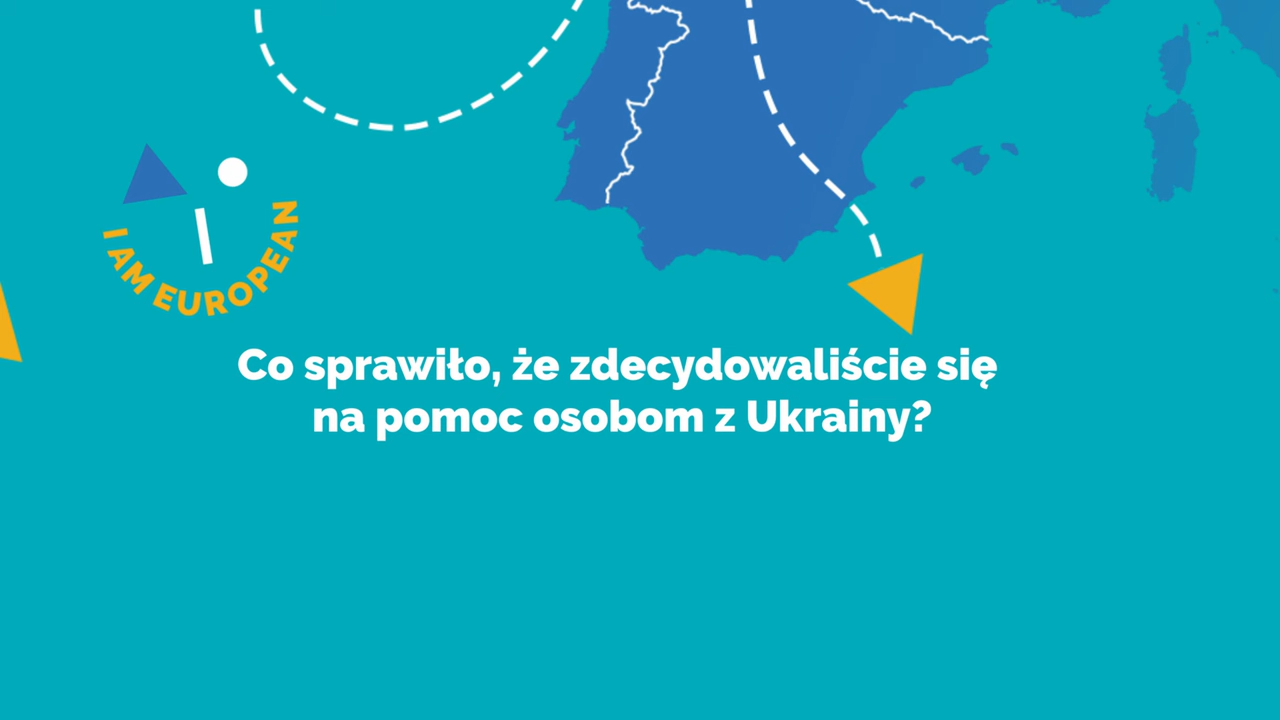 I AM EUROPEAN
Co sprawiło, że zdecydowaliście się
na pomoc osobom z Ukrainy?